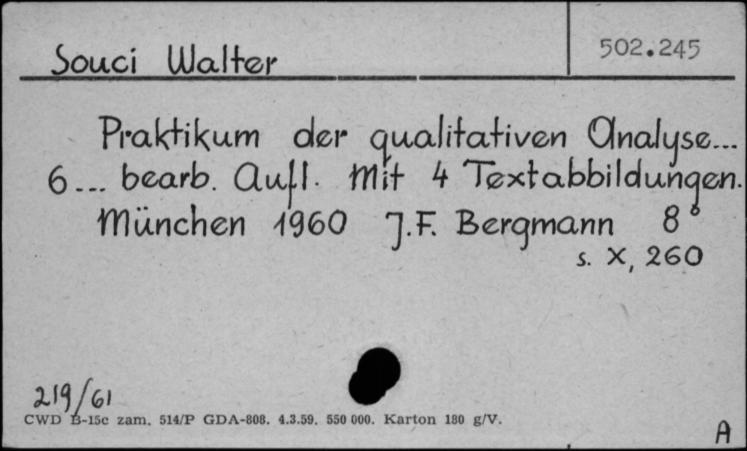 Souci Walter 502.245
Praktikum der qualitativen Analyse...
6... bearb. Aufl. Mit 4 Textabbildungen.
München 1960 J.F. Bergmann 8°
s. X, 260
219/61
CWD B-15c zam. 514/P GDA-808. 4.3.59. 550 000. Karton 180 g/V.
A